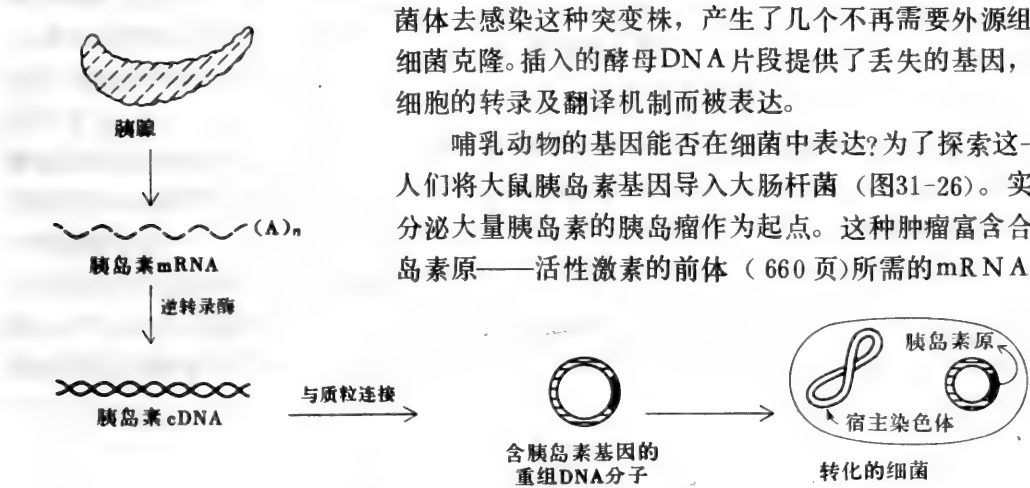 菌体去感染这种突变株，产生了几个不再需要外源组
细菌克隆。插入的酵母DNA片段提供了丢失的基因，
细胞的转录及翻译机制而被表达。
哺乳动物的基因能否在细菌中表达?为了探索这一
人们将大鼠胰岛素基因导入大肠杆菌（图31-26）。实
分泌大量胰岛素的胰岛瘤作为起点。这种肿瘤富含合
岛素原——活性激素的前体（660页)所需的mRNA
胰腺
(A)n
胰岛素mRNA
逆转录酶
胰岛素cDNA
与质粒连接
含胰岛素基因的
重组DNA分子
胰岛素原
宿主染色体
转化的细菌